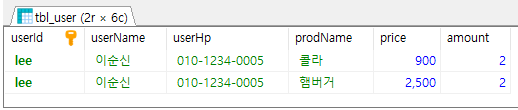 tbl_user (2r × 6c)
userId userName userHp prodName price amount
lee 이순신 010-1234-0005 콜라 900 2
lee 이순신 010-1234-0005 햄버거 2,500 2